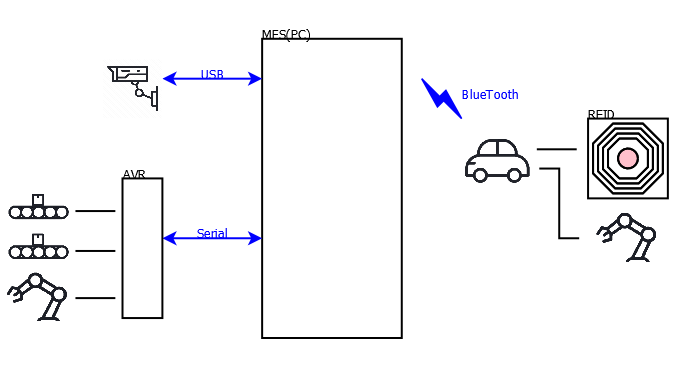 MES(PC)
USB
BlueTooth
RFID
AVR
Serial